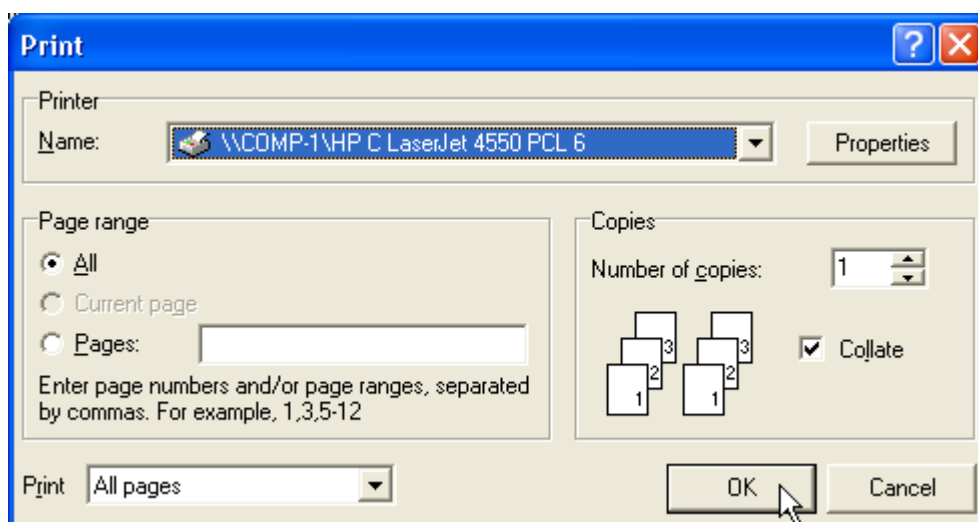 Print
Printer
Name: \\COMP-1\HP C LaserJet 4550 PCL 6 Properties
Page range
All
Current page
Pages:
Enter page numbers and/or page ranges, separated
by commas. For example, 1,3,5-12
Copies
Number of copies: 1
1 2 3 1 2 3
Collate
Print All pages
OK Cancel